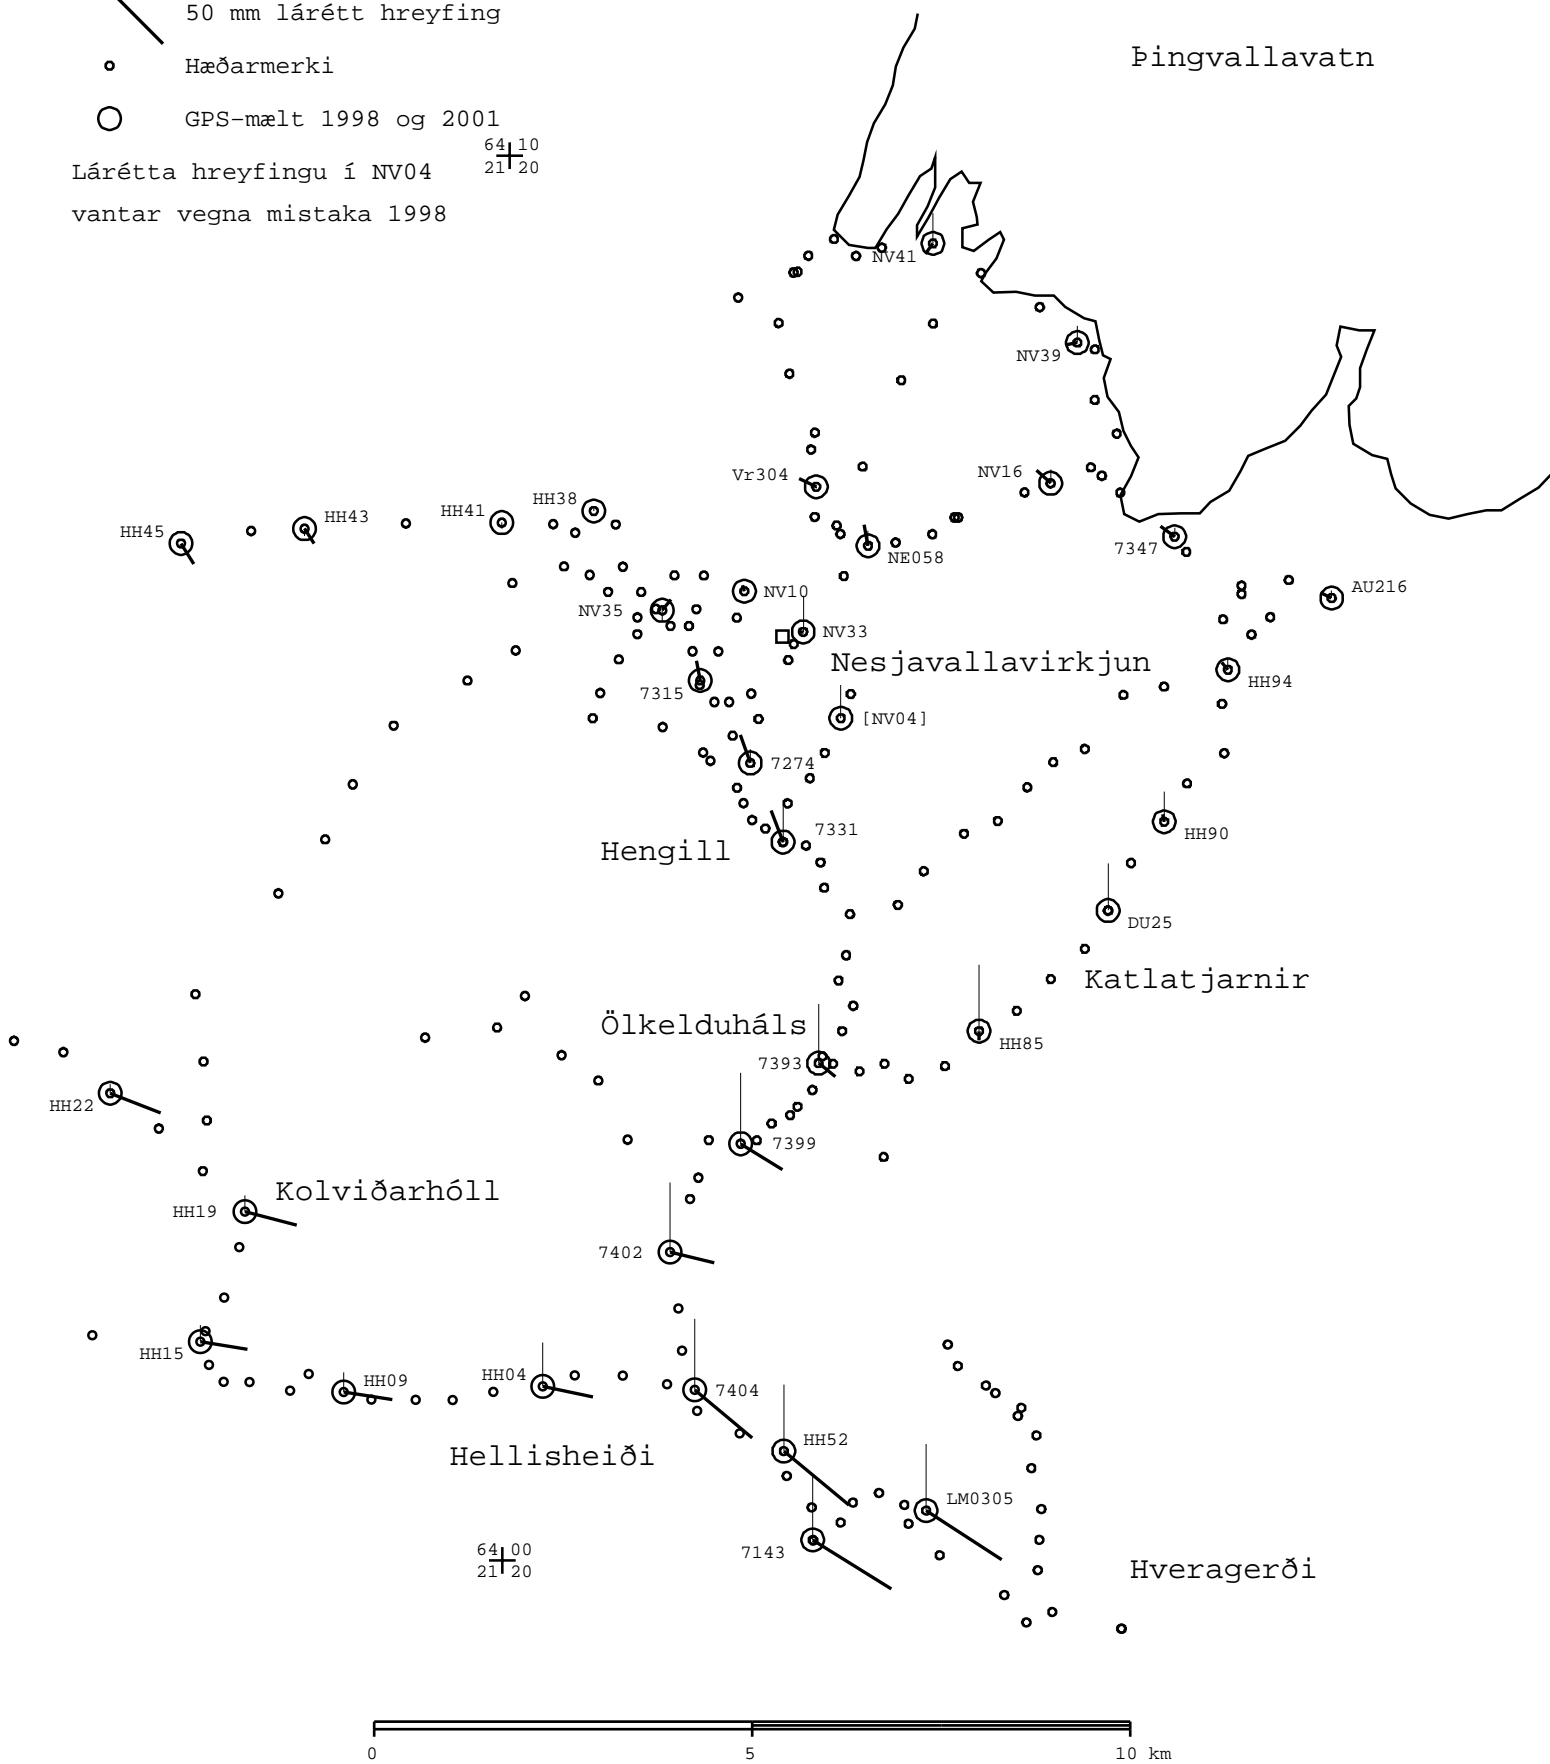 50 mm lárétt hreyfing
Þingvallavatn
Hæðarmerki
GPS-mælt 1998 og 2001
64 10
21 20
Lárétta hreyfingu í NV04
vantar vegna mistaka 1998
NV41
NV39
Vr304
NV16
HH38
HH41
HH43
HH45
7347
NE058
AU216
NV10
NV35
NV33
Nesjavallavirkjun
HH94
7315
[NV04]
7274
7331
HH90
Hengill
DU25
Katlatjarnir
Ölkelduháls
HH85
7393
HH22
7399
Kolviðarhóll
HH19
7402
HH15
HH09
HH04
7404
HH52
Hellisheiði
LM0305
7143
64 00
21 20
Hveragerði
0
5
10 km